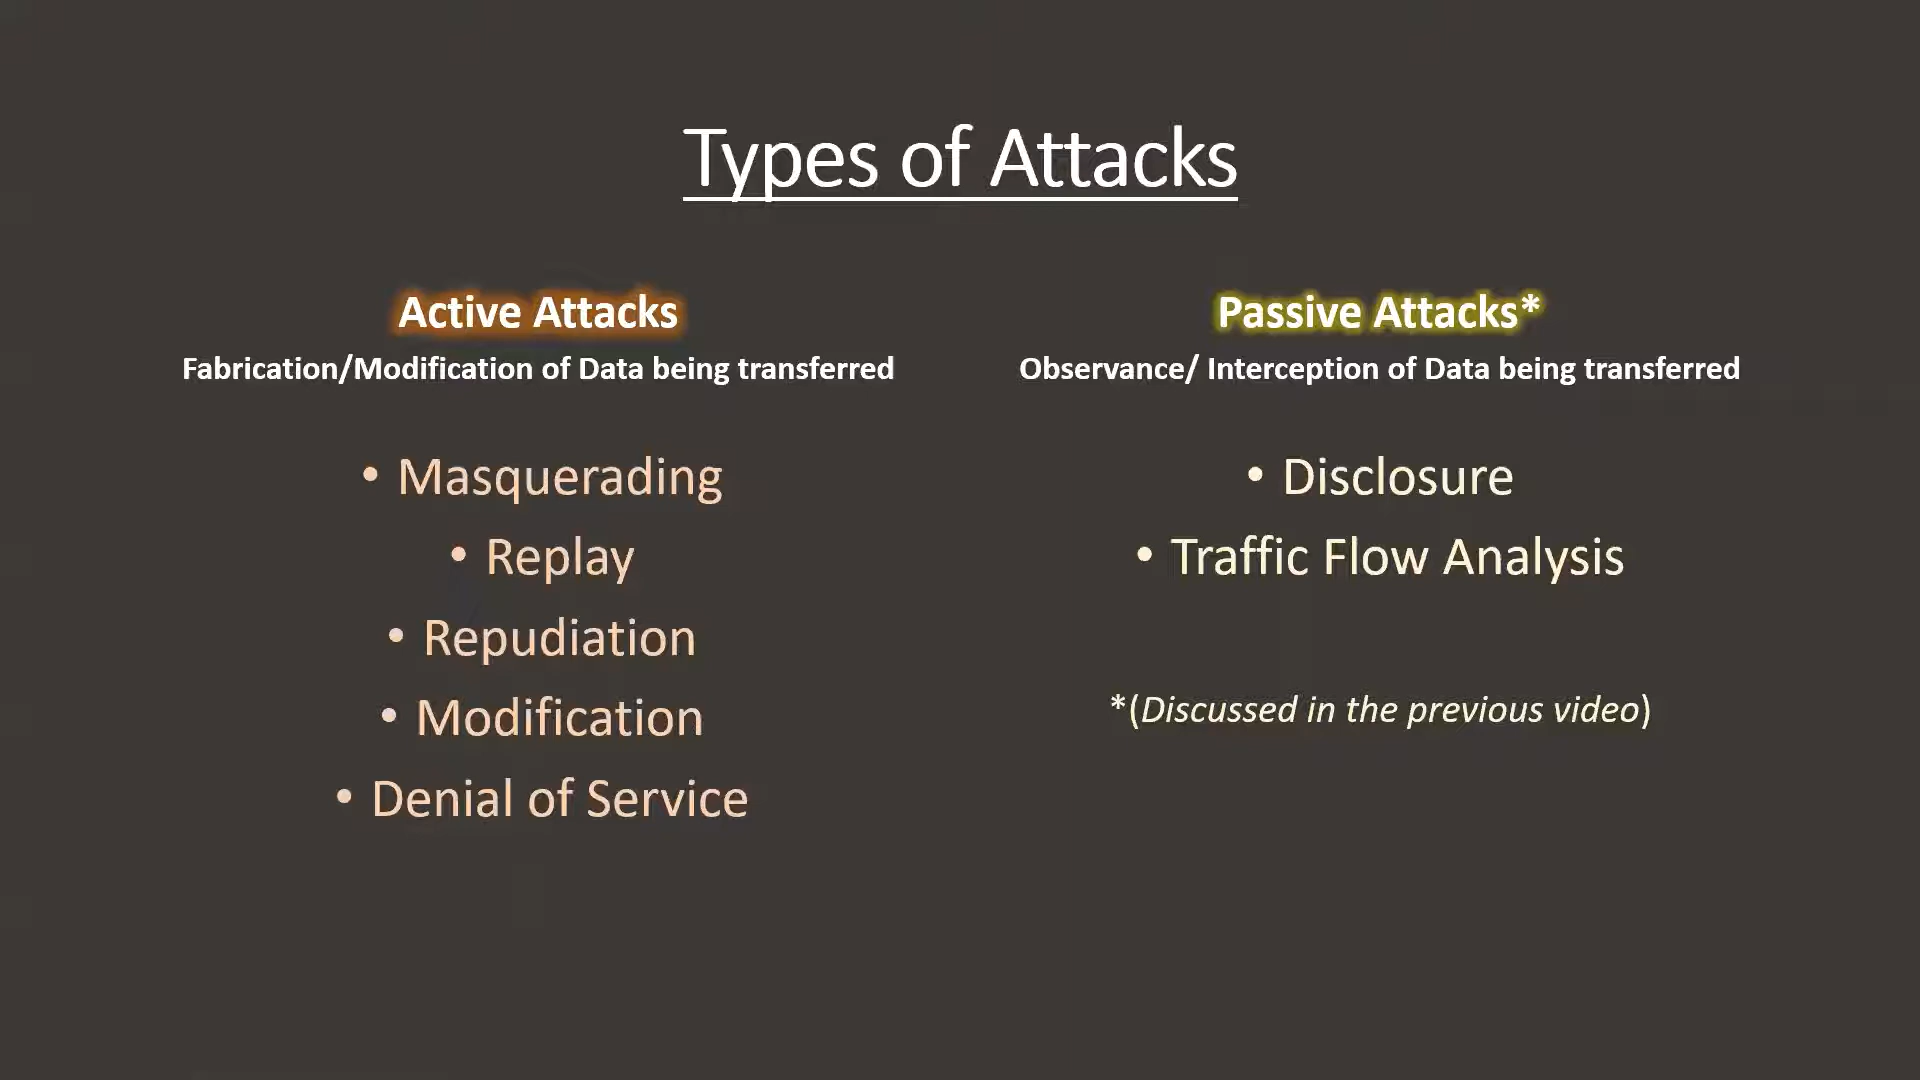 Types of Attacks
Active Attacks
Fabrication/Modification of Data being transferred
• Masquerading
• Replay
• Repudiation
• Modification
• Denial of Service
Passive Attacks*
Observance/ Interception of Data being transferred
• Disclosure
• Traffic Flow Analysis
*(Discussed in the previous video)